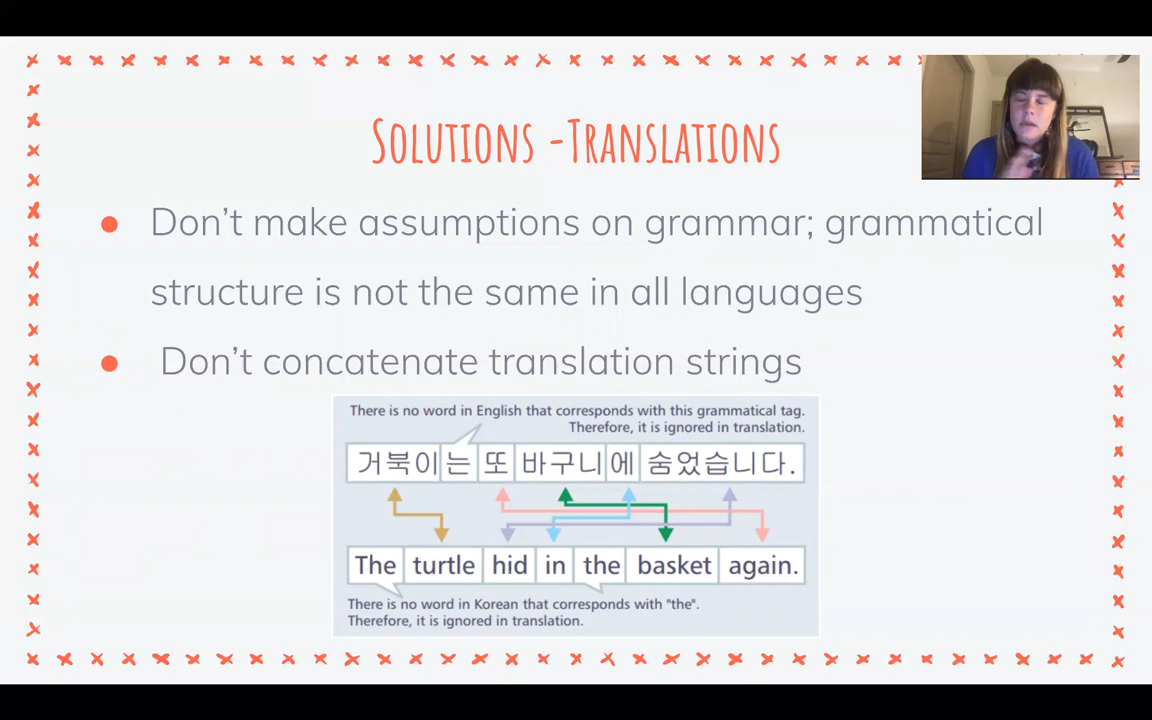 SOLUTIONS -TRANSLATIONS
Don't make assumptions on grammar; grammatical
structure is not the same in all languages
Don't concatenate translation strings
There is no word in English that corresponds with this grammatical tag.
Therefore, it is ignored in translation.
거북이는 또 바구니에 숨었습니다.
The turtle hid in the basket again.
There is no word in Korean that corresponds with "the".
Therefore, it is ignored in translation.